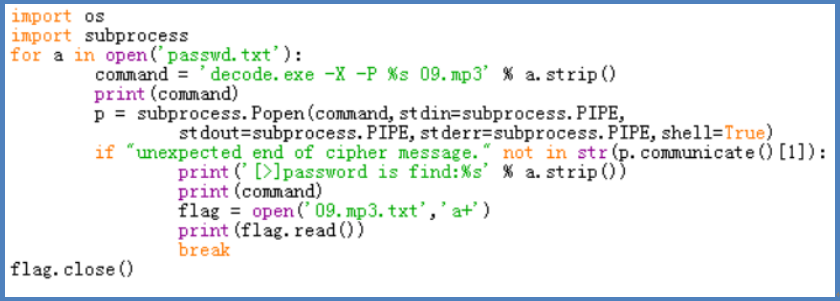 import os
import subprocess
for a in open('passwd.txt'):
        command = 'decode.exe -X -P %s 09.mp3' % a.strip()
        print(command)
        p = subprocess.Popen(command,stdin=subprocess.PIPE,
                stdout=subprocess.PIPE,stderr=subprocess.PIPE,shell=True)
        if "unexpected end of cipher message." not in str(p.communicate()[1]):
                print('[>]password is find:%s' % a.strip())
                print(command)
                flag = open('09.mp3.txt','a+')
                print(flag.read())
                break
flag.close()